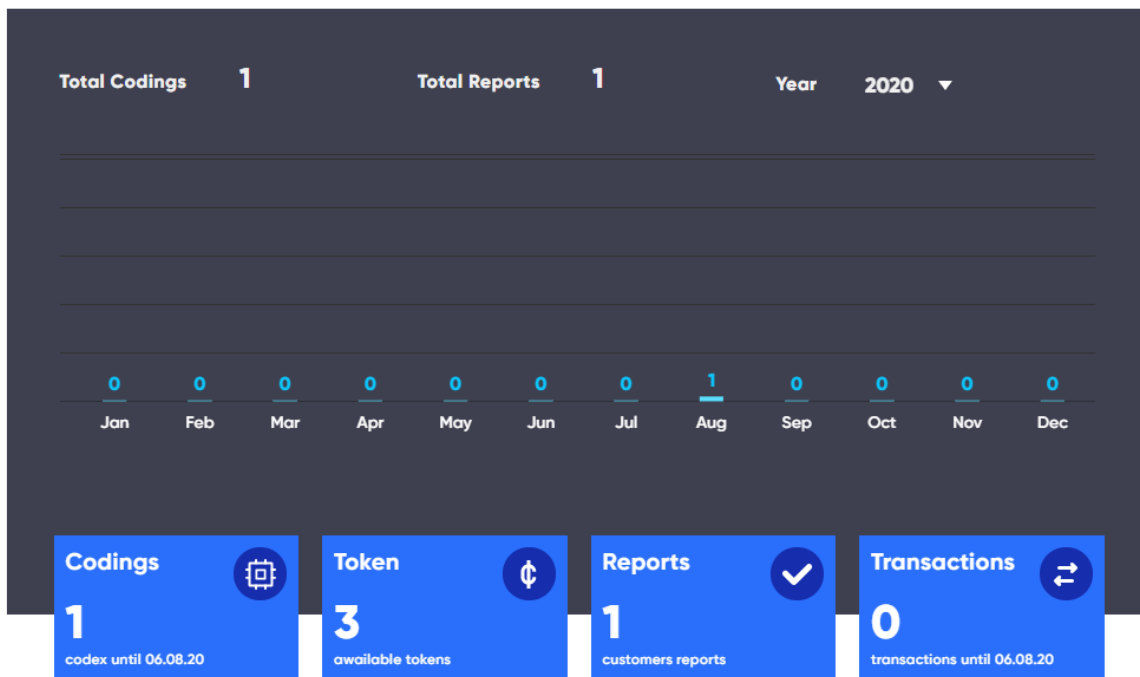 Total Codings 1 Total Reports 1 Year 2020
0 0 0 0 0 0 0 1 0 0 0 0
Jan Feb Mar Apr May Jun Jul Aug Sep Oct Nov Dec
Codings
1
codex until 06.08.20
Token
¢
3
awailable tokens
Reports
1
customers reports
Transactions
0
transactions until 06.08.20